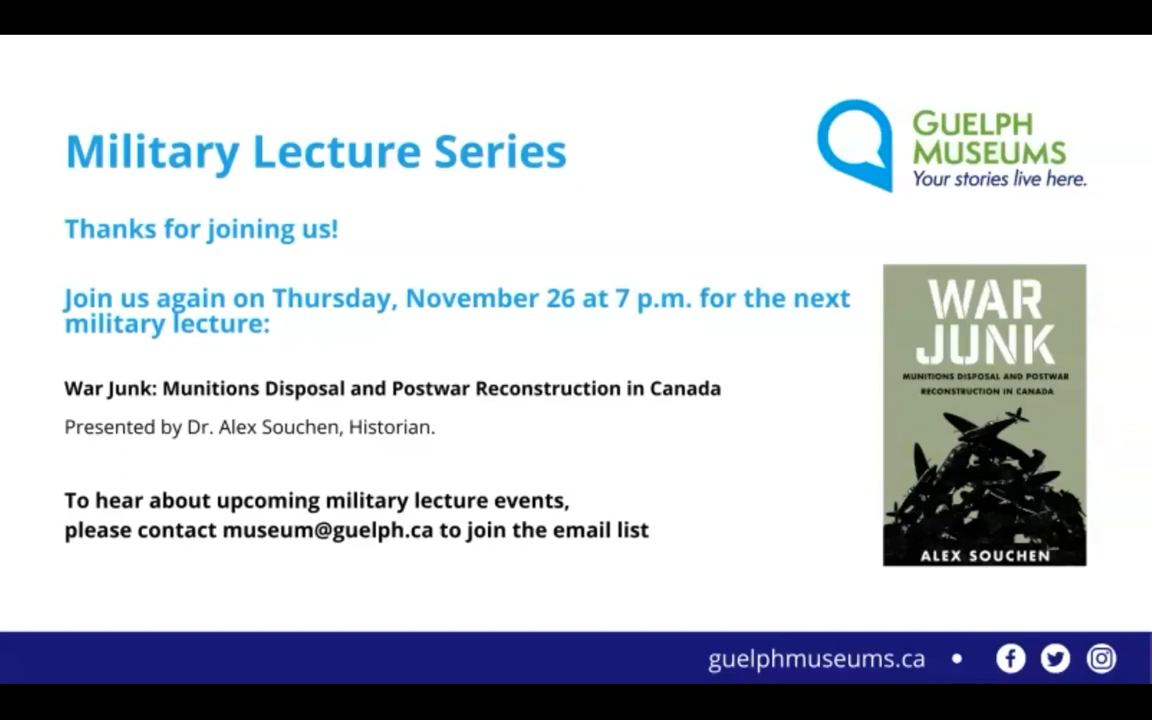 Military Lecture Series
GUELPH
MUSEUMS
Your stories live here.
Thanks for joining us!
Join us again on Thursday, November 26 at 7 p.m. for the next
military lecture:
War Junk: Munitions Disposal and Postwar Reconstruction in Canada
Presented by Dr. Alex Souchen, Historian.
To hear about upcoming military lecture events,
please contact museum@guelph.ca to join the email list
WAR
JUNK
MUNITIONS DISPOSAL AND POSTWAR
RECONSTRUCTION IN CANADA
ALEX SOUCHEN
guelphmuseums.ca